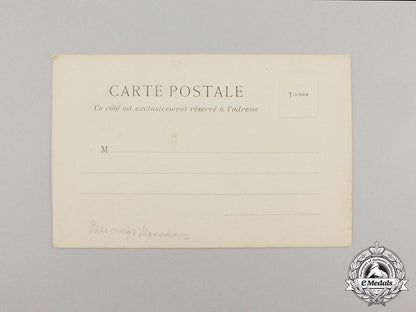 CARTE POSTALE
Ce côté est exclusivement réservé à l'adresse
TIMBRE
M
eMedals